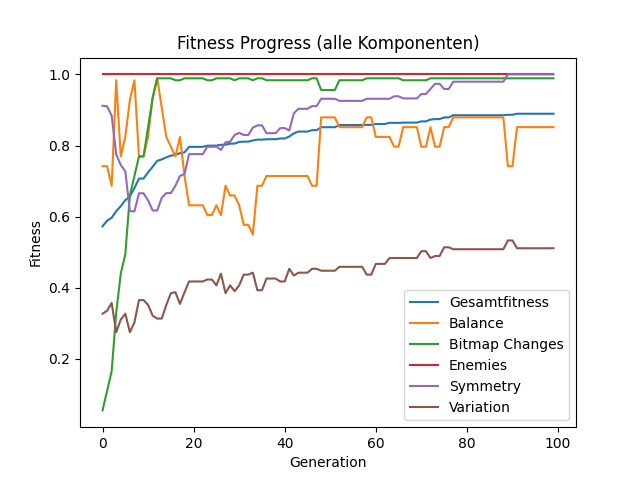 Fitness Progress (alle Komponenten)
1.0
0.8
0.6
0.4
0.2
Fitness
0
20
40
60
80
100
Generation
Gesamtfitness
Balance
Bitmap Changes
Enemies
Symmetry
Variation